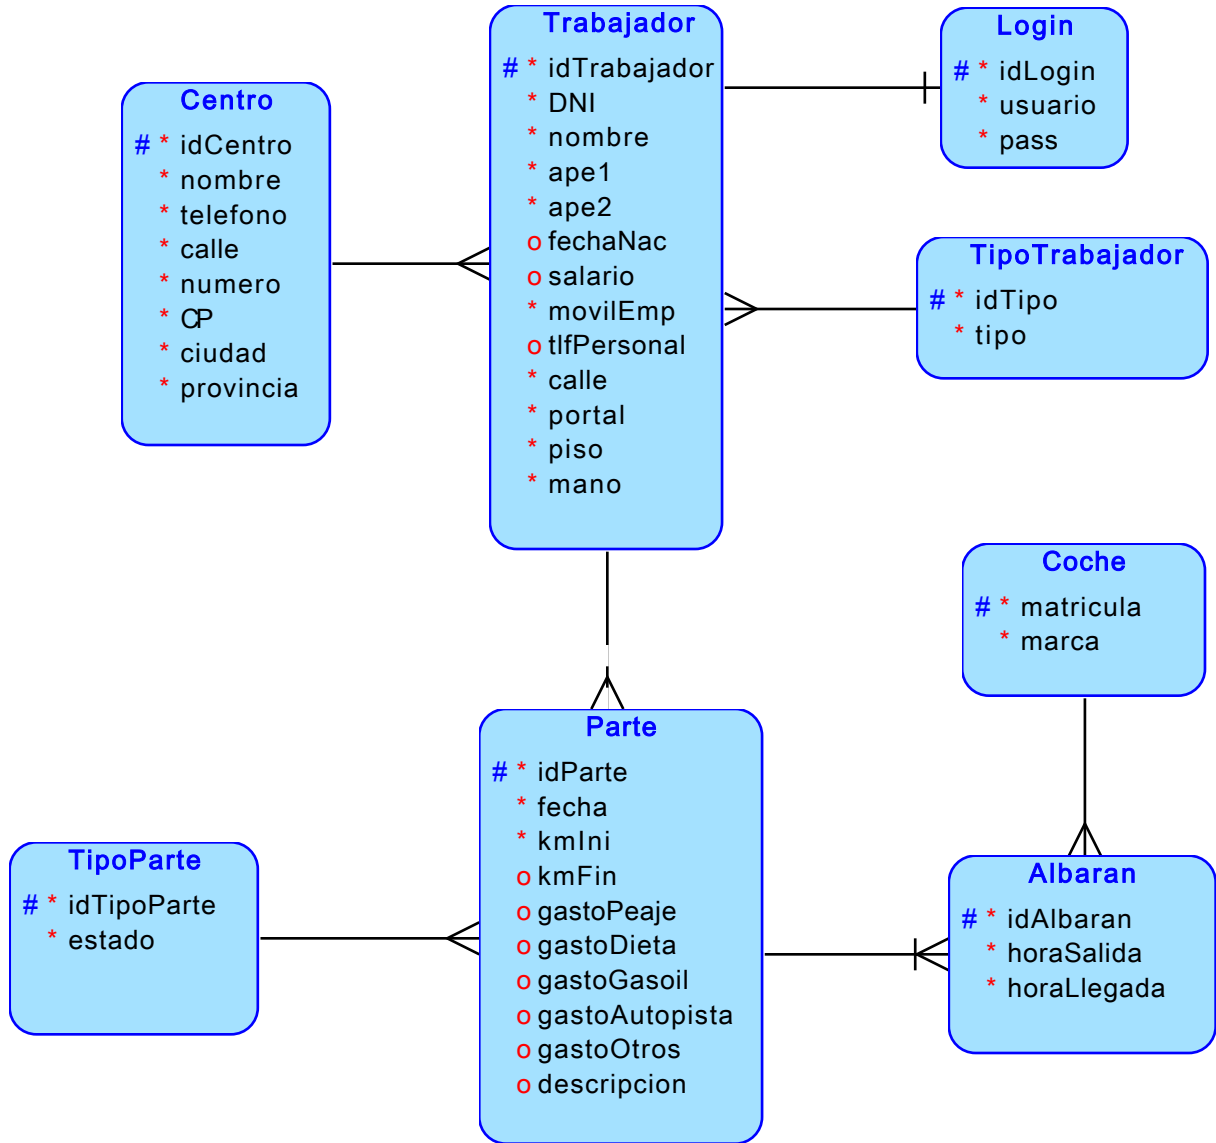 Trabajador
# * idTrabajador
* DNI
* nombre
* ape1
* ape2
o fechaNac
o salario
* movilEmp
o tlfPersonal
* calle
* portal
* piso
* mano
Login
# * idLogin
* usuario
* pass
Centro
# * idCentro
* nombre
* telefono
* calle
* numero
* CP
* ciudad
* provincia
TipoTrabajador
# * idTipo
* tipo
Coche
# * matricula
* marca
Parte
# * idParte
* fecha
* kmIni
o kmFin
o gastoPeaje
o gastoDieta
o gastoGasoil
o gastoAutopista
o gastoOtros
o descripcion
TipoParte
# * idTipoParte
* estado
Albaran
# * idAlbaran
* horaSalida
* horaLlegada